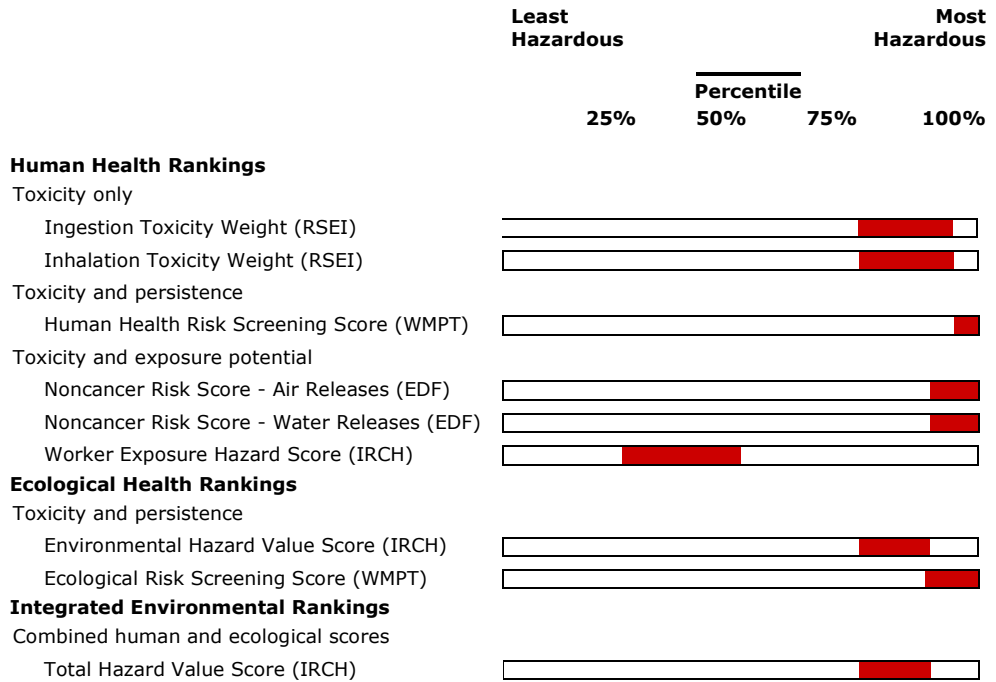 Least Most
Hazardous Hazardous
Percentile
25% 50% 75% 100%
Human Health Rankings
Toxicity only
Ingestion Toxicity Weight (RSEI)
Inhalation Toxicity Weight (RSEI)
Toxicity and persistence
Human Health Risk Screening Score (WMPT)
Toxicity and exposure potential
Noncancer Risk Score - Air Releases (EDF)
Noncancer Risk Score - Water Releases (EDF)
Worker Exposure Hazard Score (IRCH)
Ecological Health Rankings
Toxicity and persistence
Environmental Hazard Value Score (IRCH)
Ecological Risk Screening Score (WMPT)
Integrated Environmental Rankings
Combined human and ecological scores
Total Hazard Value Score (IRCH)